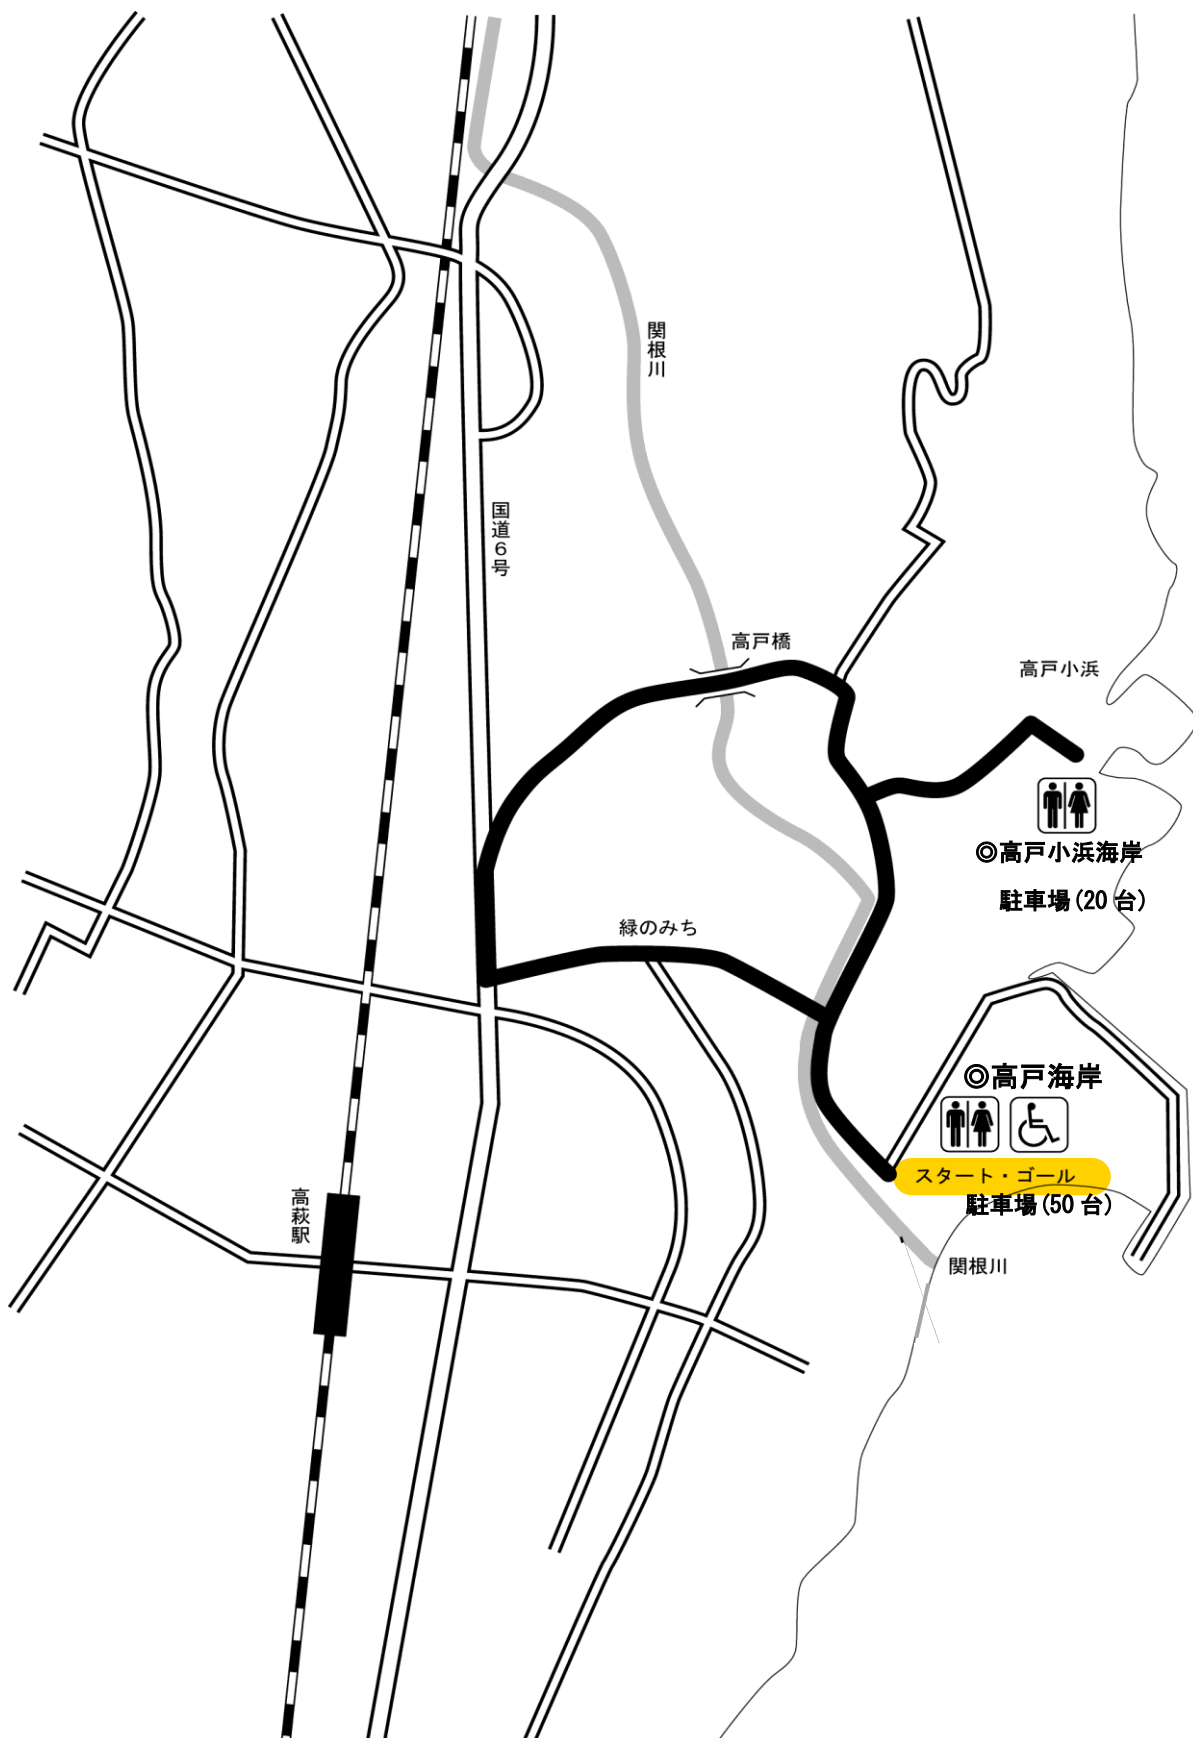 関根川
国道6号
高戸橋
高戸小浜
◎高戸小浜海岸
駐車場(20 台)
緑のみち
◎高戸海岸
スタート・ゴール
駐車場(50 台)
高萩駅
関根川